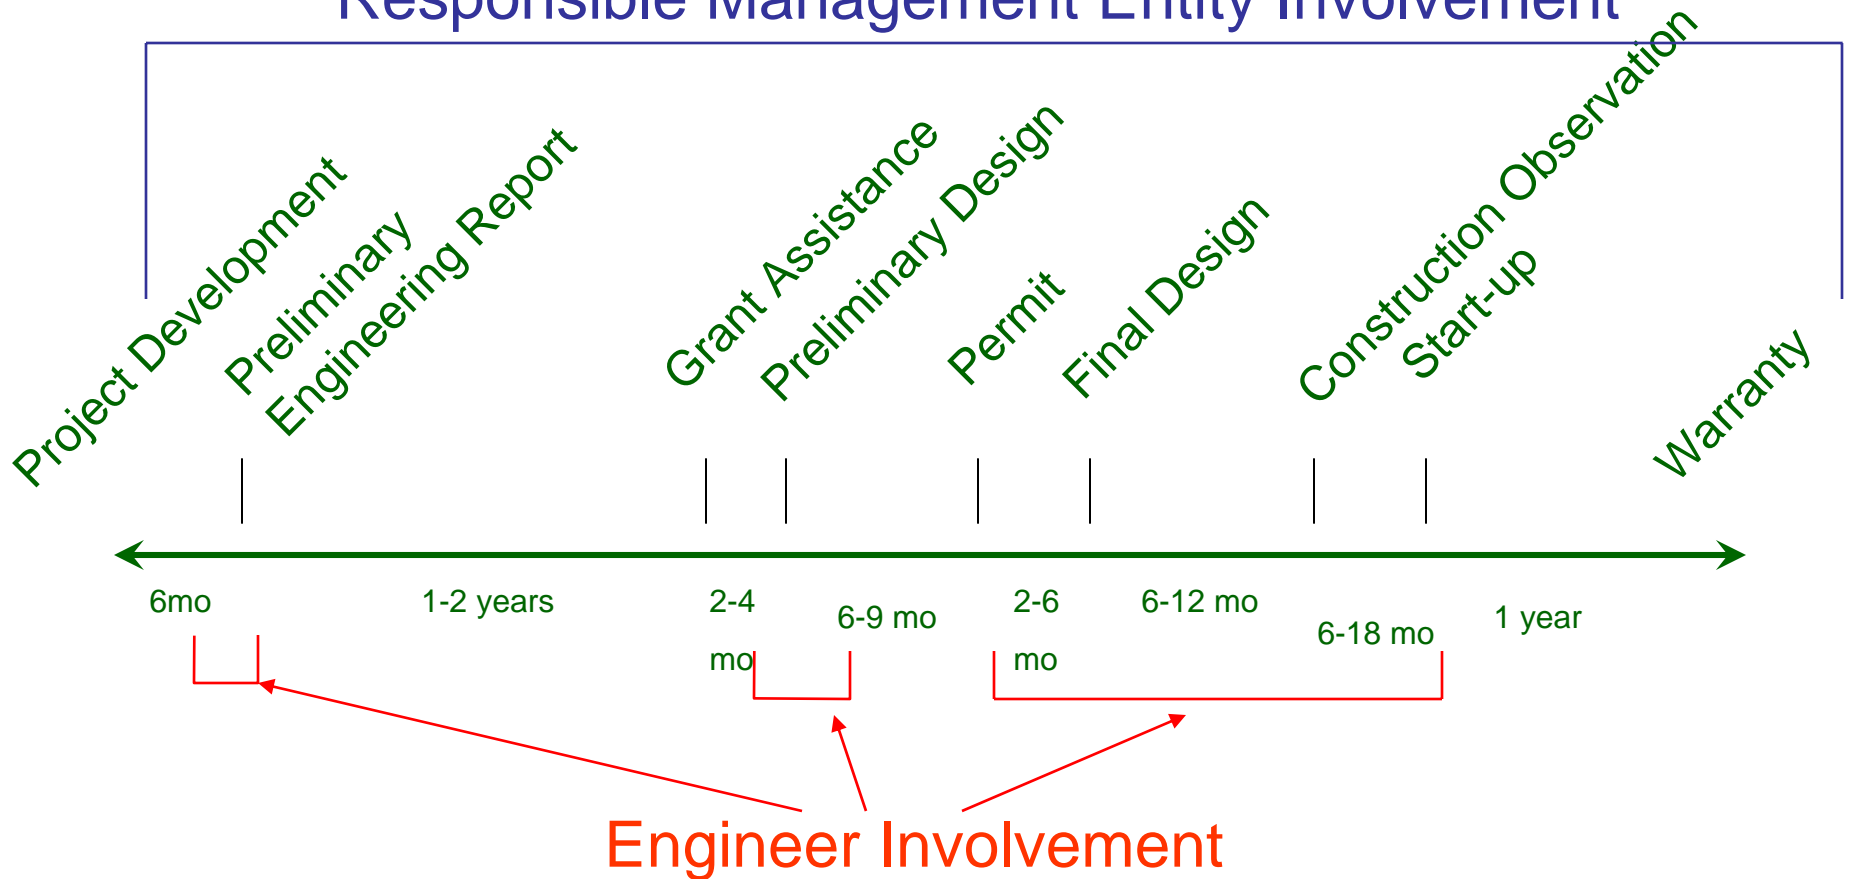 Responsible Management Entity Involvement
Project Development
Preliminary
Engineering Report
Grant Assistance
Preliminary Design
Permit
Final Design
Construction Observation
Start-up
Warranty
6mo
1-2 years
2-4
mo
6-9 mo
2-6
mo
6-12 mo
6-18 mo
1 year
Engineer Involvement